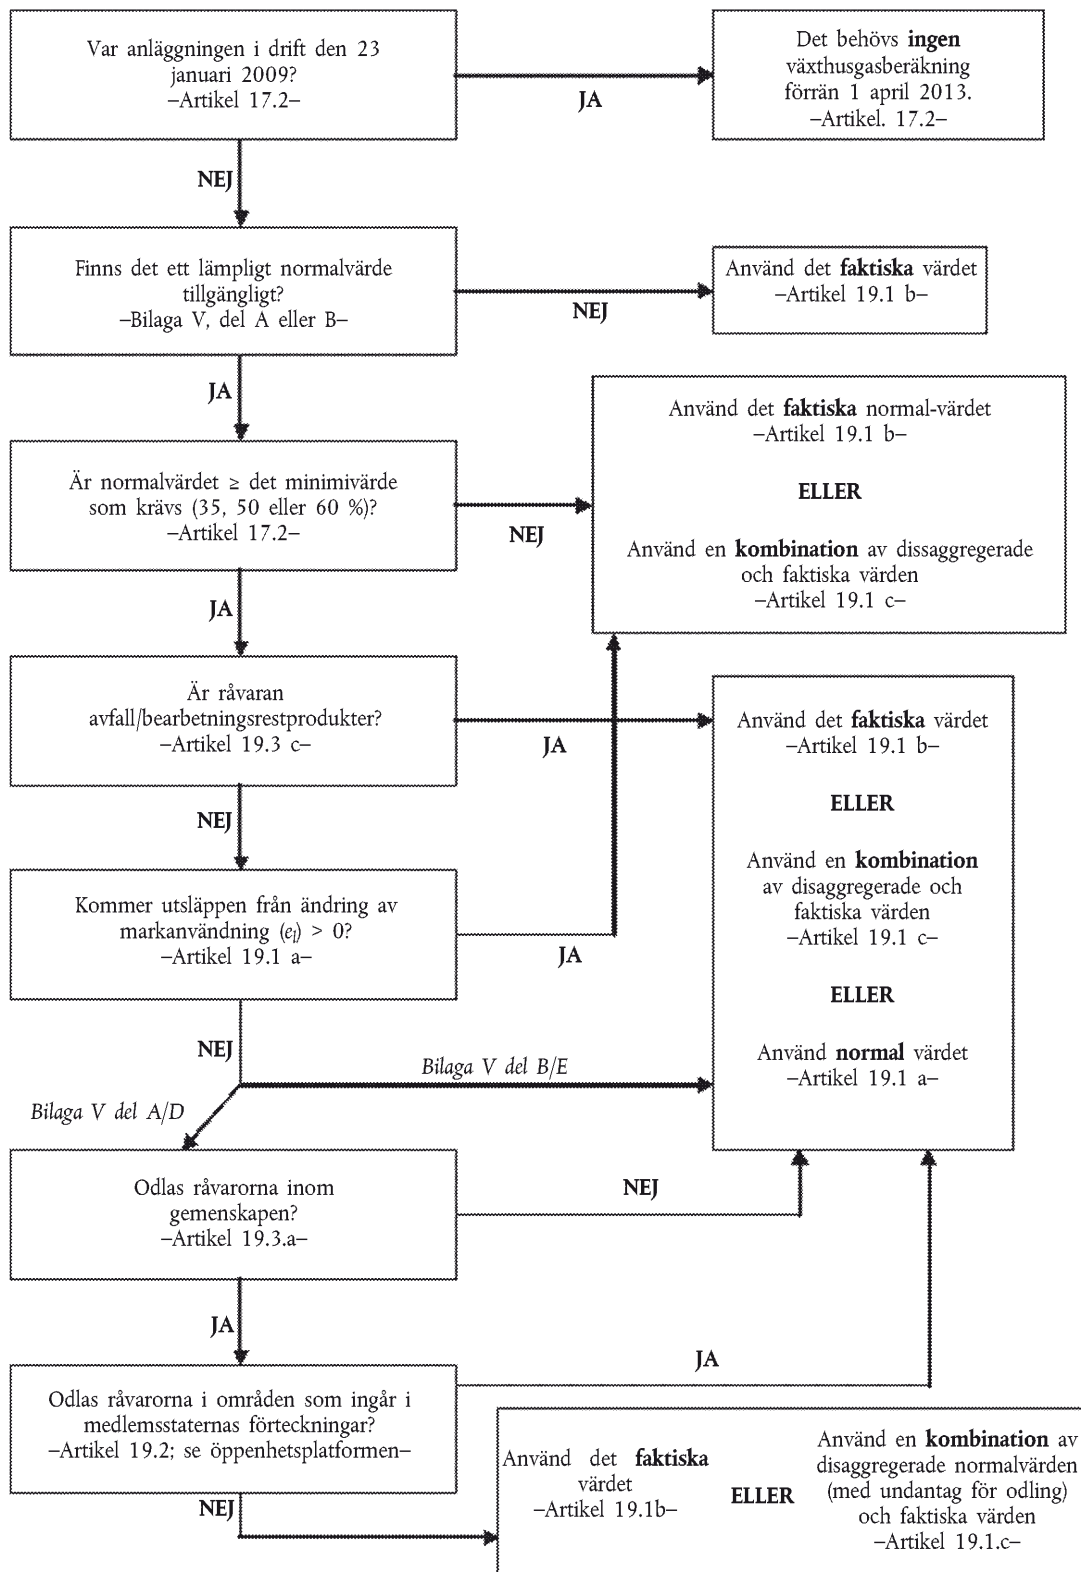 Var anläggningen i drift den 23
januari 2009?
–Artikel 17.2–
JA
Det behövs ingen
växthusgasberäkning
förrän 1 april 2013.
–Artikel. 17.2–
NEJ
Finns det ett lämpligt normalvärde
tillgängligt?
–Bilaga V, del A eller B–
NEJ
Använd det faktiska värdet
–Artikel 19.1 b–
JA
Är normalvärdet ≥ det minimivärde
som krävs (35, 50 eller 60 %)?
–Artikel 17.2–
NEJ
Använd det faktiska normal-värdet
–Artikel 19.1 b–
ELLER
Använd en kombination av dissaggregerade
och faktiska värden
–Artikel 19.1 c–
JA
Är råvaran
avfall/bearbetningsrestprodukter?
–Artikel 19.3 c–
JA
Använd det faktiska värdet
–Artikel 19.1 b–
ELLER
Använd en kombination
av disaggregerade och
faktiska värden
–Artikel 19.1 c–
ELLER
Använd normal värdet
–Artikel 19.1 a–
NEJ
Kommer utsläppen från ändring av
markanvändning (el) > 0?
–Artikel 19.1 a–
JA
NEJ
Bilaga V del B/E
Bilaga V del A/D
Odlas råvarorna inom
gemenskapen?
–Artikel 19.3.a–
NEJ
JA
Odlas råvarorna i områden som ingår i
medlemsstaternas förteckningar?
–Artikel 19.2; se öppenhetsplatformen–
JA
NEJ
Använd det faktiska
värdet
–Artikel 19.1b–
ELLER
Använd en kombination av
disaggregerade normalvärden
(med undantag för odling)
och faktiska värden
–Artikel 19.1.c–